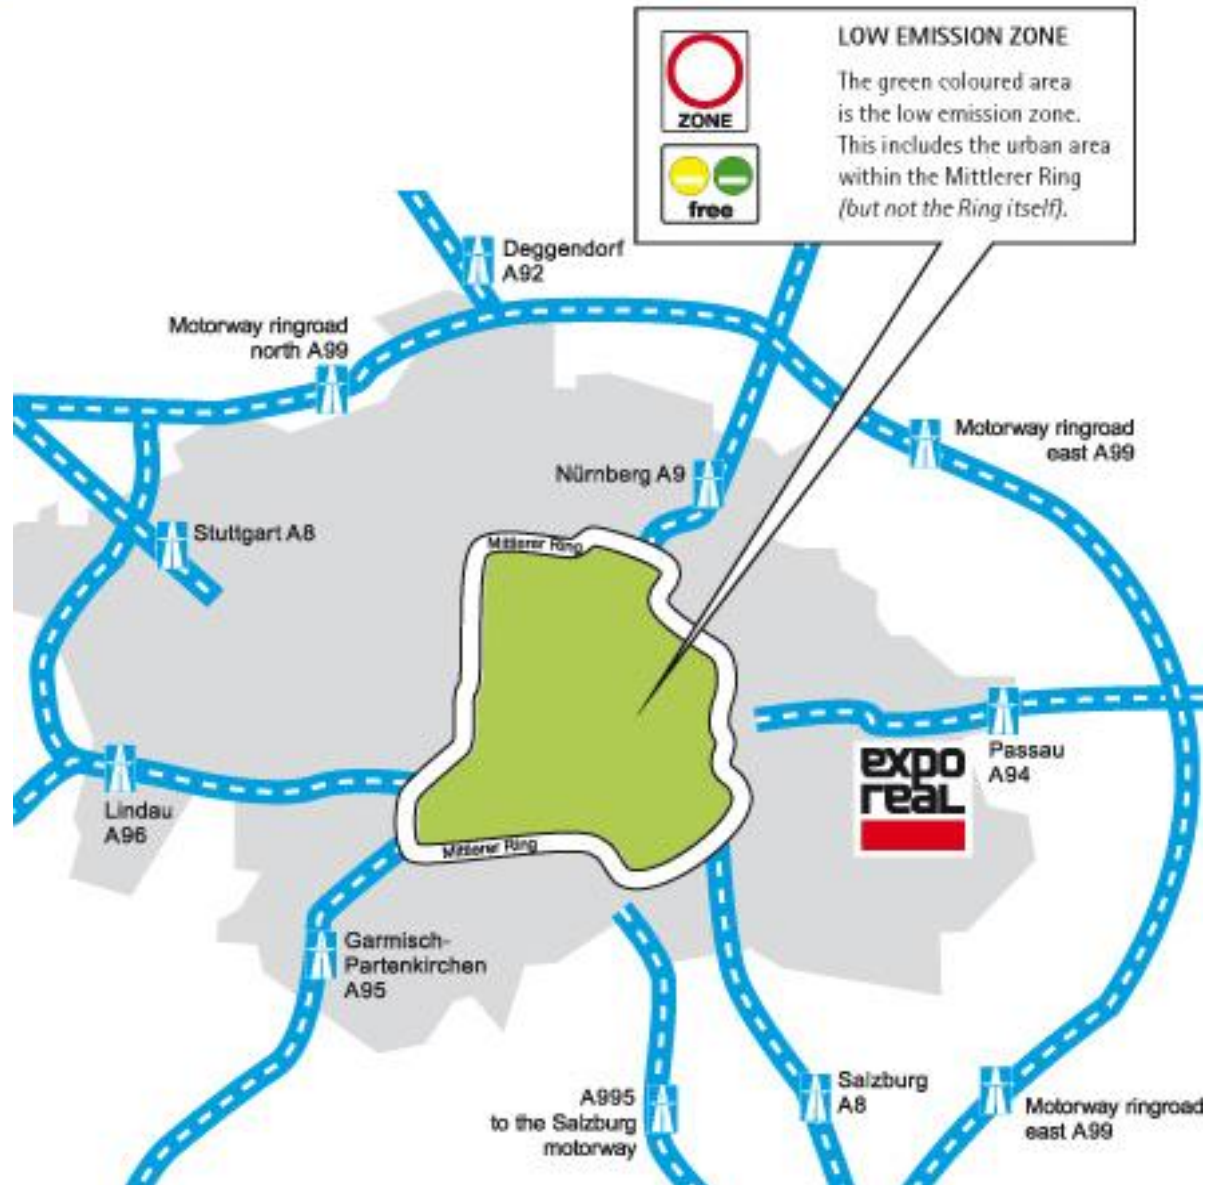 LOW EMISSION ZONE
The green coloured area
is the low emission zone.
This includes the urban area
within the Mittlerer Ring
(but not the Ring itself).
ZONE
free
Deggendorf
A92
Motorway ringroad
north A99
Motorway ringroad
east A99
Nürnberg A9
Stuttgart A8
Mittlerer Ring
Passau
A94
expo
real
Lindau
A96
Mittlerer Ring
Garmisch-
Partenkirchen
A95
A995
to the Salzburg
motorway
Salzburg
A8
Motorway ringroad
east A99